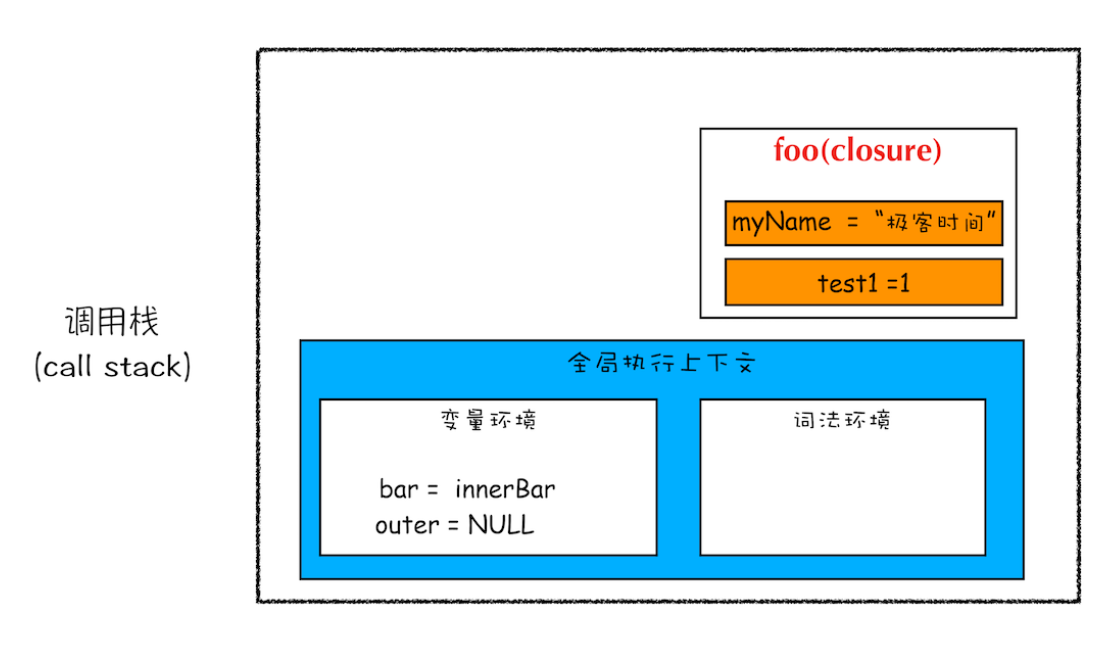 foo(closure)
myName = “极客时间”
test1 =1
调用栈
(call stack)
全局执行上下文
变量环境
bar = innerBar
outer = NULL
词法环境